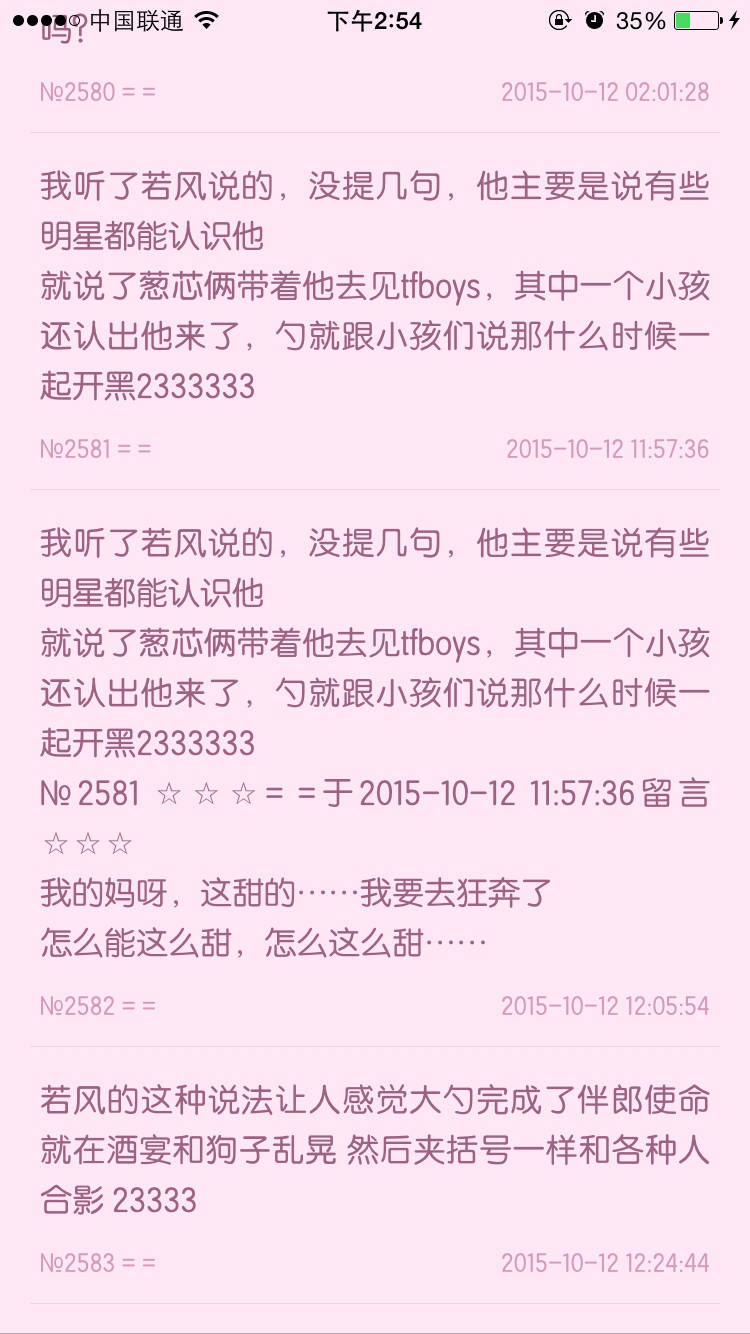 中国联通 下午2:54 35%
吗？
№2580 = = 2015-10-12 02:01:28
我听了若风说的，没提几句，他主要是说有些
明星都能认识他
就说了葱芯俩带着他去见tfboys，其中一个小孩
还认出他来了，勺就跟小孩们说那什么时候一
起开黑2333333
№2581 = = 2015-10-12 11:57:36
我听了若风说的，没提几句，他主要是说有些
明星都能认识他
就说了葱芯俩带着他去见tfboys，其中一个小孩
还认出他来了，勺就跟小孩们说那什么时候一
起开黑2333333
№2581 ☆☆☆= =于2015-10-12 11:57:36留言
☆☆☆
我的妈呀，这甜的……我要去狂奔了
怎么能这么甜，怎么这么甜……
№2582 = = 2015-10-12 12:05:54
若风的这种说法让人感觉大勺完成了伴郎使命
就在酒宴和狗子乱晃 然后夹括号一样和各种人
合影 23333
№2583 = = 2015-10-12 12:24:44